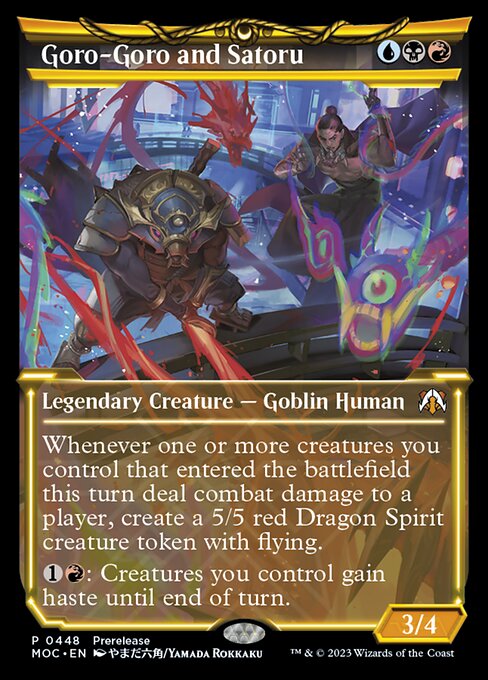 Goro-Goro and Satoru
Legendary Creature — Goblin Human
Whenever one or more creatures you
control that entered the battlefield
this turn deal combat damage to a
player, create a 5/5 red Dragon Spirit
creature token with flying.
1R: Creatures you control gain
haste until end of turn.
3/4
P 0448 Prerelease
MOC • EN やまだ六角/Yamada Rokkaku
™ & © 2023 Wizards of the Coast